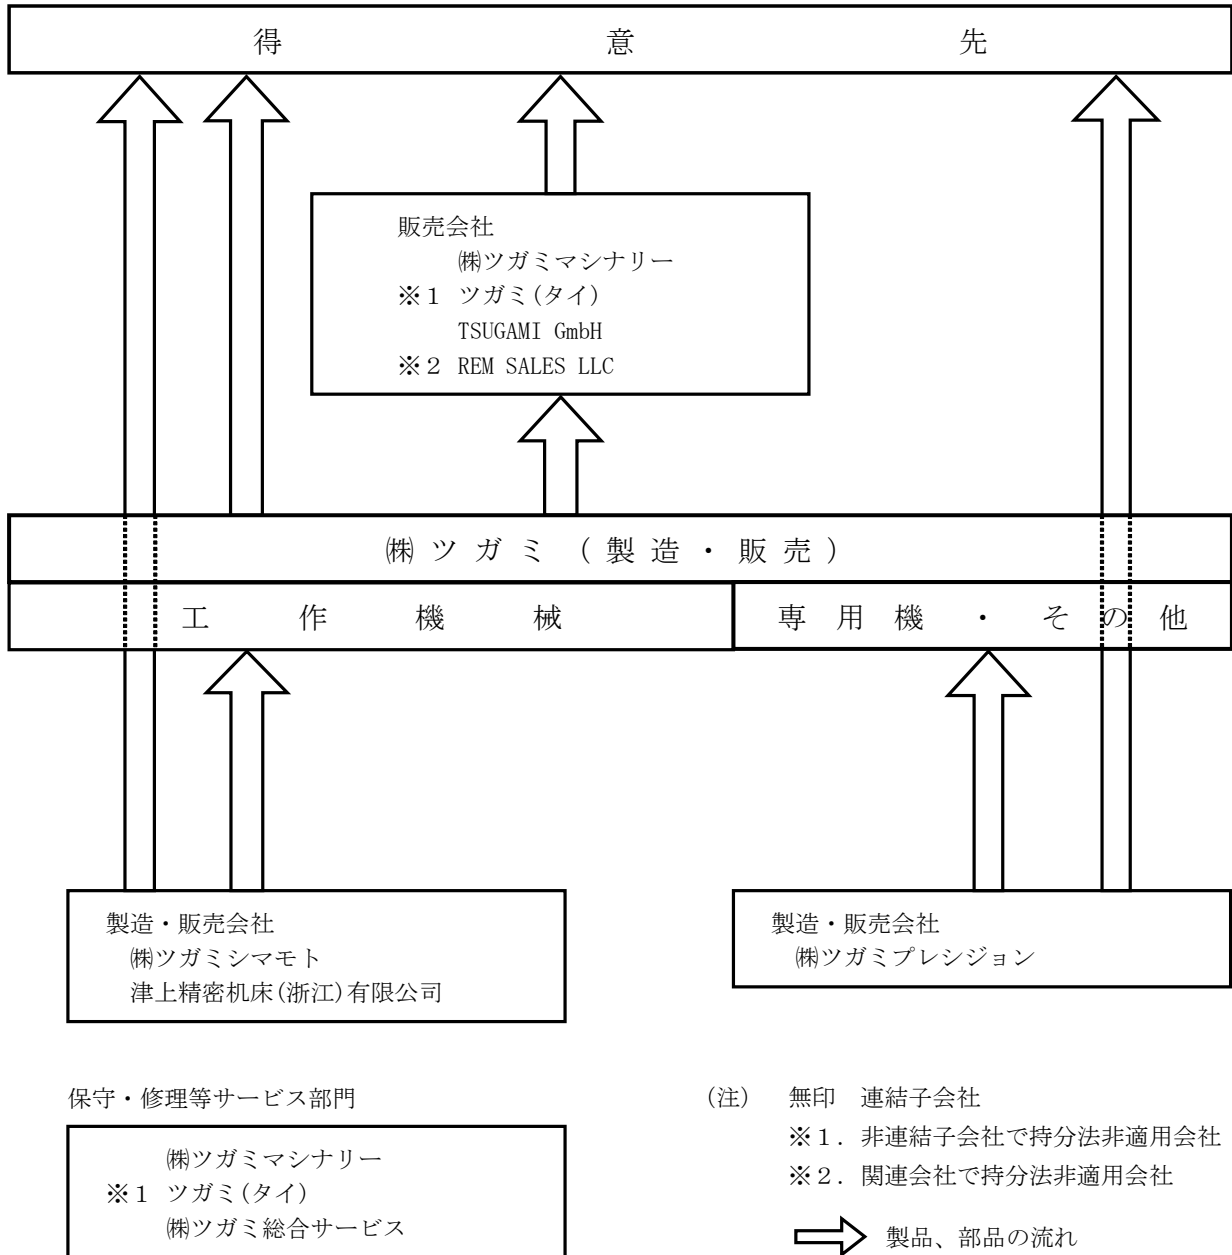 得意先
販売会社
㈱ツガミマシナリー
※１ ツガミ(タイ)
TSUGAMI GmbH
※２ REM SALES LLC
㈱ツガミ(製造・販売)
工作機械
専用機・その他
製造・販売会社
㈱ツガミシマモト
津上精密机床(浙江)有限公司
製造・販売会社
㈱ツガミプレシジョン
保守・修理等サービス部門
㈱ツガミマシナリー
※１ ツガミ(タイ)
㈱ツガミ総合サービス
(注) 無印 連結子会社
※１．非連結子会社で持分法非適用会社
※２．関連会社で持分法非適用会社
製品、部品の流れ